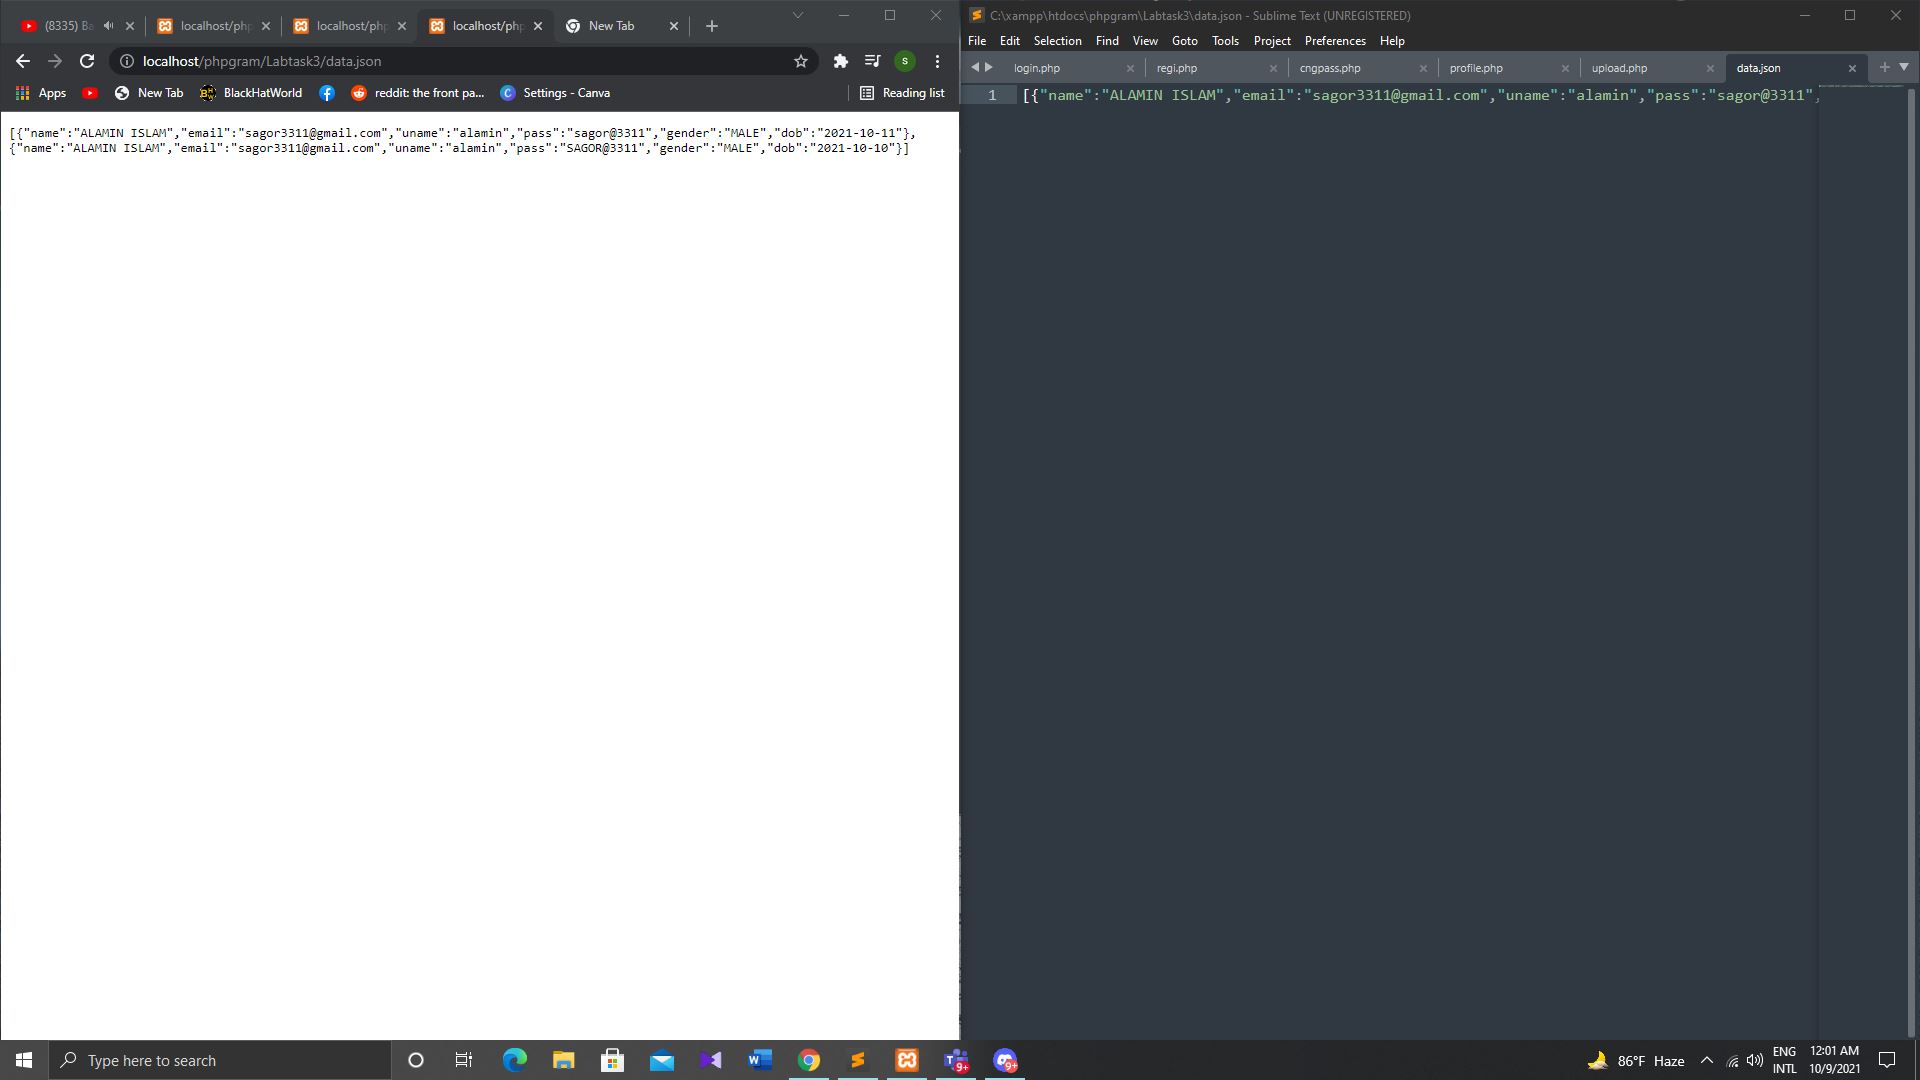 (8335) Ba
localhost/php
localhost/php
localhost/php
New Tab
localhost/phpgram/Labtask3/data.json
S
Apps
New Tab
BlackHatWorld
reddit: the front pa...
Settings - Canva
Reading list
[{"name":"ALAMIN ISLAM","email":"sagor3311@gmail.com","uname":"alamin","pass":"sagor@3311","gender":"MALE","dob":"2021-10-11"},
{"name":"ALAMIN ISLAM","email":"sagor3311@gmail.com","uname":"alamin","pass":"SAGOR@3311","gender":"MALE","dob":"2021-10-10"}]
C:\xampp\htdocs\phpgram\Labtask3\data.json - Sublime Text (UNREGISTERED)
File Edit Selection Find View Goto Tools Project Preferences Help
login.php
regi.php
cngpass.php
profile.php
upload.php
data.json
1 [{"name":"ALAMIN ISLAM","email":"sagor3311@gmail.com","uname":"alamin","pass":"sagor@3311",
Type here to search
9+
9+
86°F Haze
ENG
INTL
12:01 AM
10/9/2021